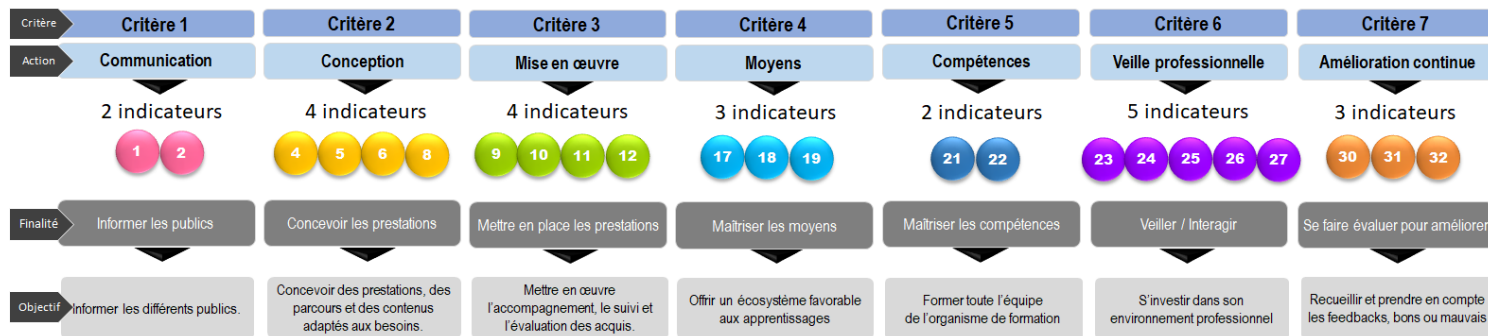 Critère
Critère 1
Critère 2
Critère 3
Critère 4
Critère 5
Critère 6
Critère 7
Action
Communication
Conception
Mise en œuvre
Moyens
Compétences
Veille professionnelle
Amélioration continue
2 indicateurs
4 indicateurs
4 indicateurs
3 indicateurs
2 indicateurs
5 indicateurs
3 indicateurs
1 2
4 5 6 8
9 10 11 12
17 18 19
21 22
23 24 25 26 27
30 31 32
Finalité
Informer les publics
Concevoir les prestations
Mettre en place les prestations
Maîtriser les moyens
Maîtriser les compétences
Veiller / Interagir
Se faire évaluer pour améliorer
Objectif
Informer les différents publics.
Concevoir des prestations, des
parcours et des contenus
adaptés aux besoins.
Mettre en œuvre
l'accompagnement, le suivi et
l'évaluation des acquis.
Offrir un écosystème favorable
aux apprentissages
Former toute l'équipe
de l'organisme de formation
S'investir dans son
environnement professionnel
Recueillir et prendre en compte
les feedbacks, bons ou mauvais